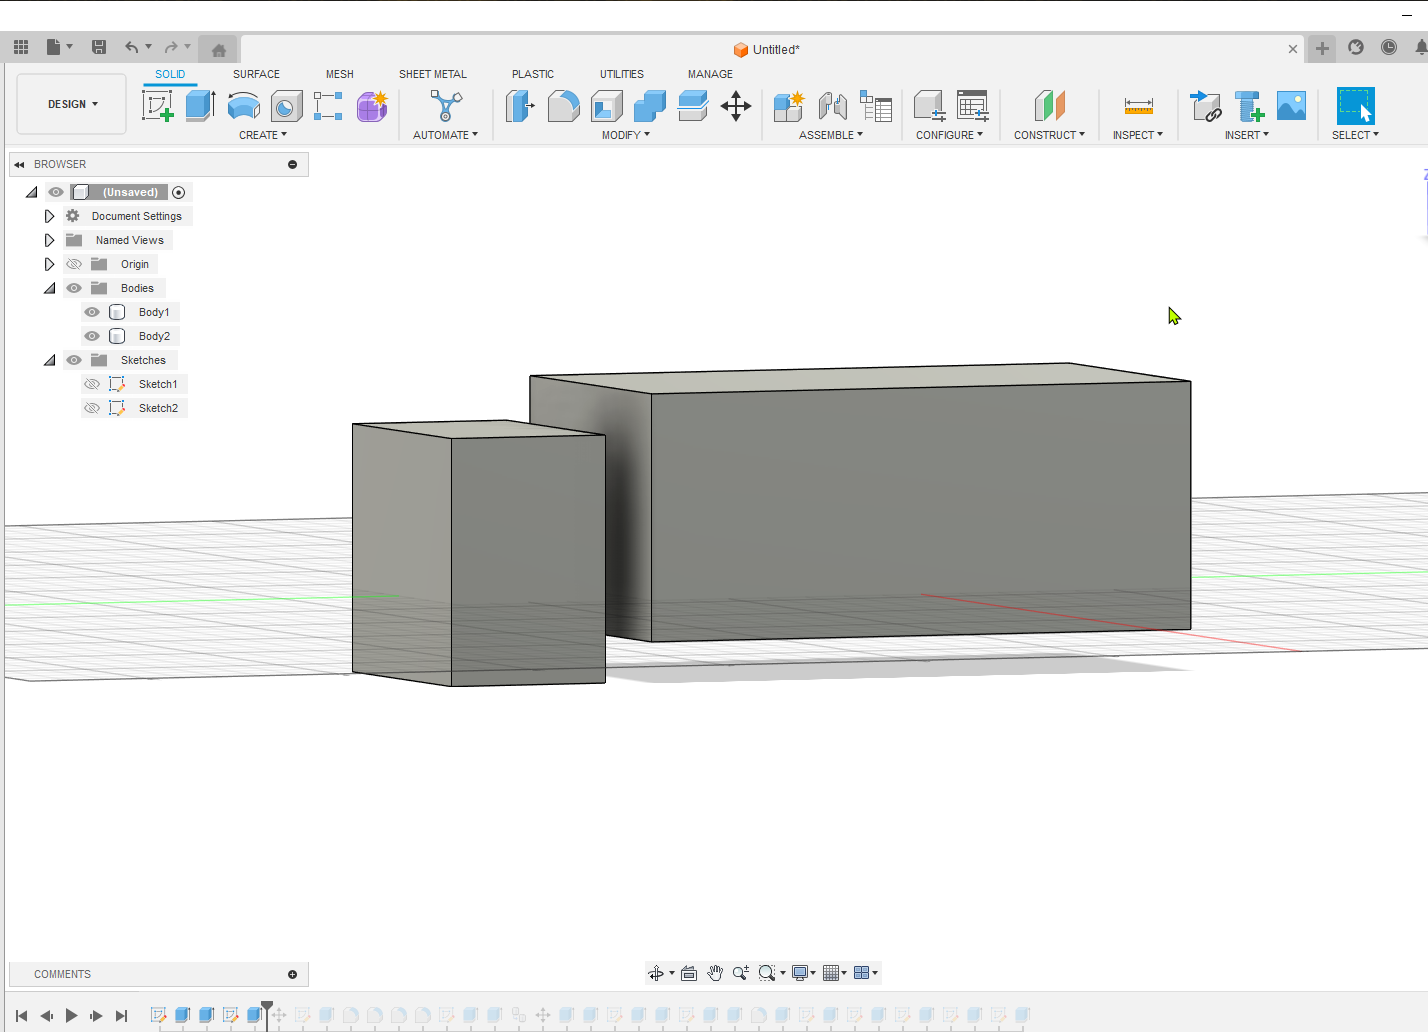 Untitled*
SOLID SURFACE MESH SHEET METAL PLASTIC UTILITIES MANAGE
DESIGN
CREATE AUTOMATE MODIFY ASSEMBLE CONFIGURE CONSTRUCT INSPECT INSERT SELECT
BROWSER
(Unsaved)
Document Settings
Named Views
Origin
Bodies
Body1
Body2
Sketches
Sketch1
Sketch2
COMMENTS